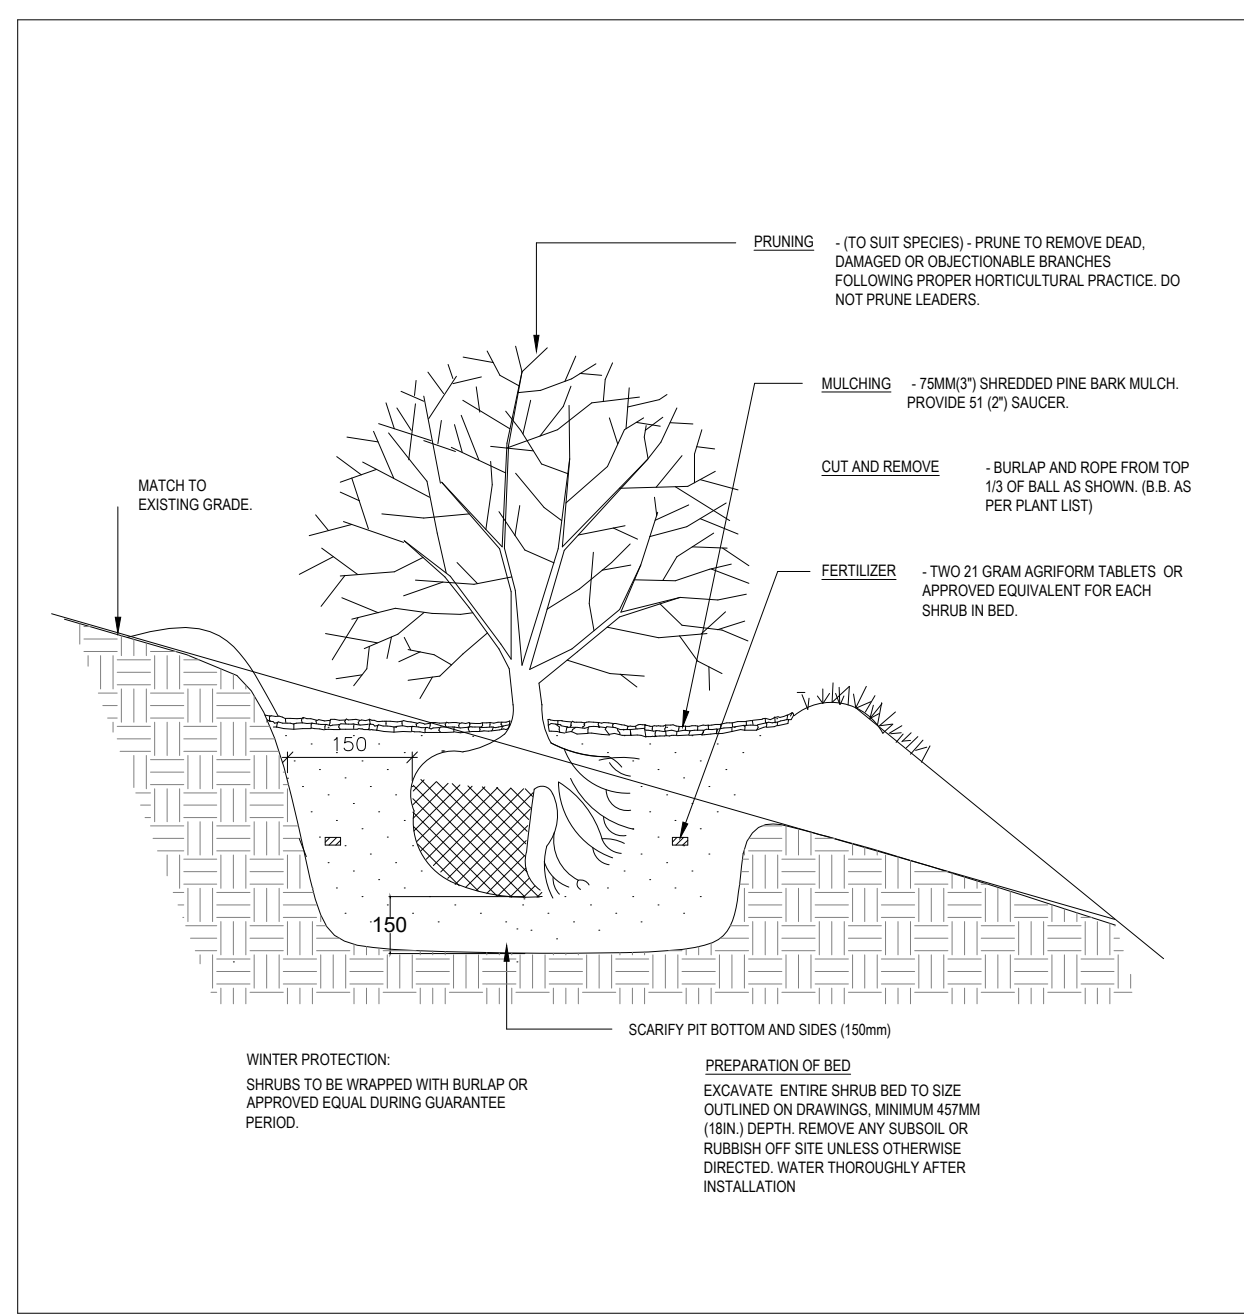 PRUNING - (TO SUIT SPECIES) - PRUNE TO REMOVE DEAD,
DAMAGED OR OBJECTIONABLE BRANCHES
FOLLOWING PROPER HORTICULTURAL PRACTICE. DO
NOT PRUNE LEADERS.
MULCHING - 75MM(3") SHREDDED PINE BARK MULCH.
PROVIDE 51 (2") SAUCER.
CUT AND REMOVE - BURLAP AND ROPE FROM TOP
1/3 OF BALL AS SHOWN. (B.B. AS
PER PLANT LIST)
MATCH TO
EXISTING GRADE.
FERTILIZER - TWO 21 GRAM AGRIFORM TABLETS OR
APPROVED EQUIVALENT FOR EACH
SHRUB IN BED.
150
150
SCARIFY PIT BOTTOM AND SIDES (150mm)
WINTER PROTECTION:
SHRUBS TO BE WRAPPED WITH BURLAP OR
APPROVED EQUAL DURING GUARANTEE
PERIOD.
PREPARATION OF BED
EXCAVATE ENTIRE SHRUB BED TO SIZE
OUTLINED ON DRAWINGS, MINIMUM 457MM
(18IN.) DEPTH. REMOVE ANY SUBSOIL OR
RUBBISH OFF SITE UNLESS OTHERWISE
DIRECTED. WATER THOROUGHLY AFTER
INSTALLATION